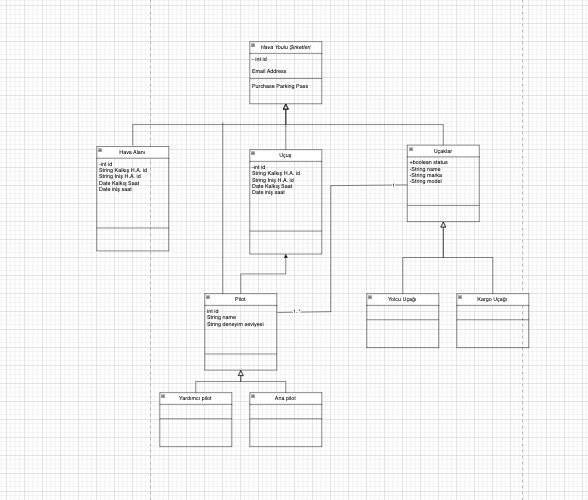 Hava Youlu Şirketleri
- int id
Email Address
Purchase Parking Pass
Hava Alanı
-int id
String Kalkış H.A. id
String İniş H.A. id
Date Kalkış Saat
Date iniş saat
Uçuş
-int id
String Kalkış H.A. id
String İniş H.A. id
Date Kalkış Saat
Date iniş saat
Uçaklar
+boolean status
-String name
-String marka
-String model
1
Pilot
int id
String name
String deneyim seviyesi
1..*
Yolcu Uçağı
Kargo Uçağı
Yardımcı pilot
Ana pilot